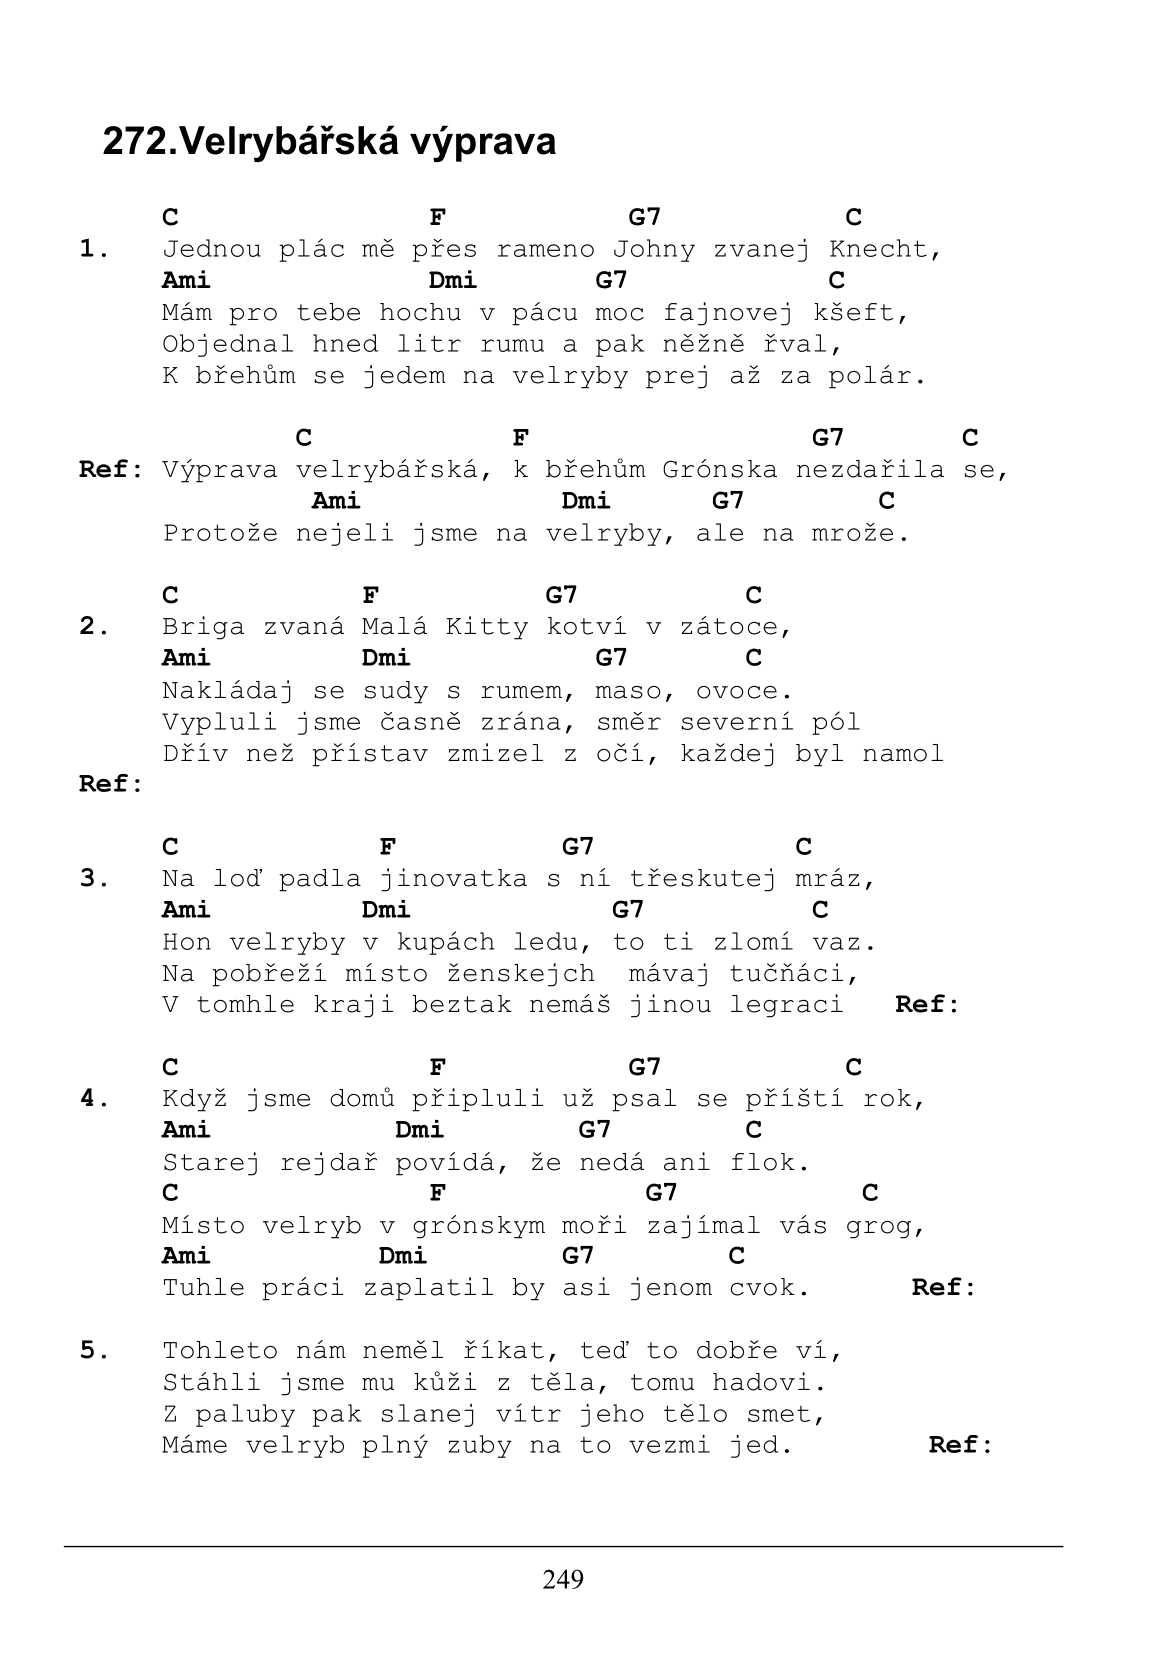 272.Velrybářská výprava
C F G7 C
1. Jednou plác mě přes rameno Johny zvanej Knecht,
Ami Dmi G7 C
Mám pro tebe hochu v pácu moc fajnovej kšeft,
Objednal hned litr rumu a pak něžně řval,
K břehům se jedem na velryby prej až za polár.
C F G7 C
Ref: Výprava velrybářská, k břehům Grónska nezdařila se,
Ami Dmi G7 C
Protože nejeli jsme na velryby, ale na mrože.
C F G7 C
2. Briga zvaná Malá Kitty kotví v zátoce,
Ami Dmi G7 C
Nakládaj se sudy s rumem, maso, ovoce.
Vypluli jsme časně zrána, směr severní pól
Dřív než přístav zmizel z očí, každej byl namol
Ref:
C F G7 C
3. Na loď padla jinovatka s ní třeskutej mráz,
Ami Dmi G7 C
Hon velryby v kupách ledu, to ti zlomí vaz.
Na pobřeží místo ženskejch  mávaj tučňáci,
V tomhle kraji beztak nemáš jinou legraci Ref:
C F G7 C
4. Když jsme domů připluli už psal se příští rok,
Ami Dmi G7 C
Starej rejdař povídá, že nedá ani flok.
C F G7 C
Místo velryb v grónskym moři zajímal vás grog,
Ami Dmi G7 C
Tuhle práci zaplatil by asi jenom cvok. Ref:
5. Tohleto nám neměl říkat, teď to dobře ví,
Stáhli jsme mu kůži z těla, tomu hadovi.
Z paluby pak slanej vítr jeho tělo smet,
Máme velryb plný zuby na to vezmi jed. Ref:
249